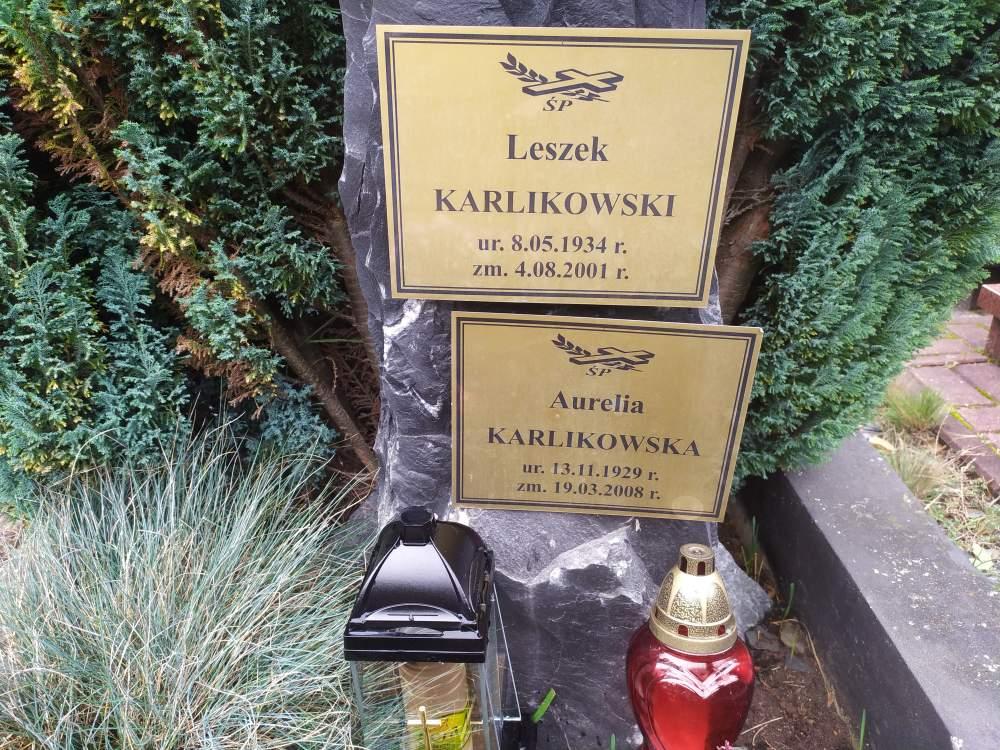 ŚP
Leszek
KARLIKOWSKI
ur. 8.05.1934 r.
zm. 4.08.2001 r.
ŚP
Aurelia
KARLIKOWSKA
ur. 13.11.1929 r.
zm. 19.03.2008 r.